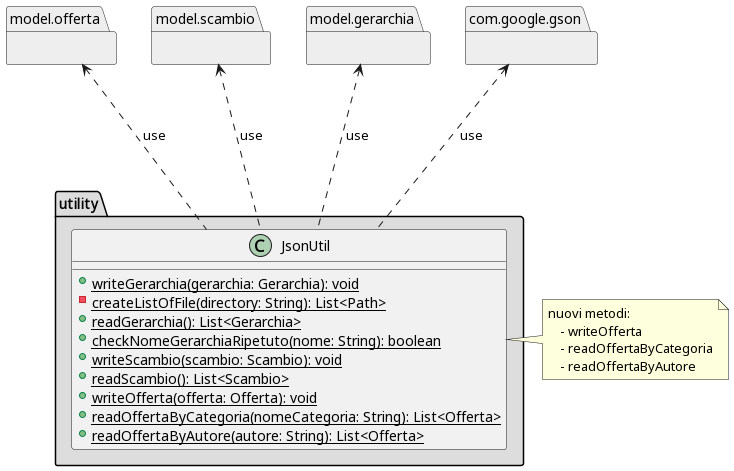 model.offerta
model.scambio
model.gerarchia
com.google.gson
use
use
use
use
utility
C JsonUtil
writeGerarchia(gerarchia: Gerarchia): void
createListOfFile(directory: String): List<Path>
readGerarchia(): List<Gerarchia>
checkNomeGerarchiaRipetuto(nome: String): boolean
writeScambio(scambio: Scambio): void
readScambio(): List<Scambio>
writeOfferta(offerta: Offerta): void
readOffertaByCategoria(nomeCategoria: String): List<Offerta>
readOffertaByAutore(autore: String): List<Offerta>
nuovi metodi:
- writeOfferta
- readOffertaByCategoria
- readOffertaByAutore